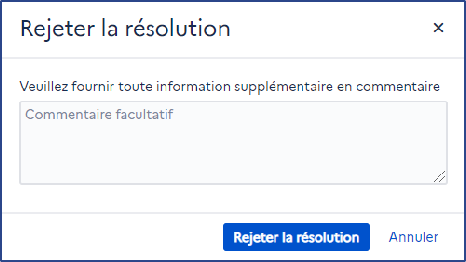 Rejeter la résolution
Veuillez fournir toute information supplémentaire en commentaire
Commentaire facultatif
Rejeter la résolution Annuler